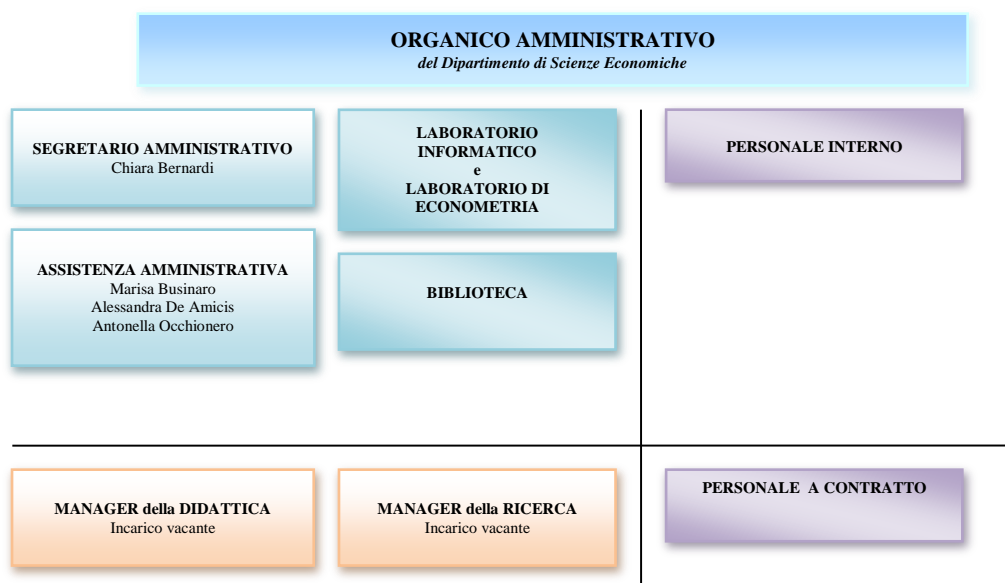 ORGANICO AMMINISTRATIVO
del Dipartimento di Scienze Economiche
SEGRETARIO AMMINISTRATIVO
Chiara Bernardi
LABORATORIO
INFORMATICO
e
LABORATORIO DI
ECONOMETRIA
PERSONALE INTERNO
ASSISTENZA AMMINISTRATIVA
Marisa Businaro
Alessandra De Amicis
Antonella Occhionero
BIBLIOTECA
MANAGER della DIDATTICA
Incarico vacante
MANAGER della RICERCA
Incarico vacante
PERSONALE A CONTRATTO